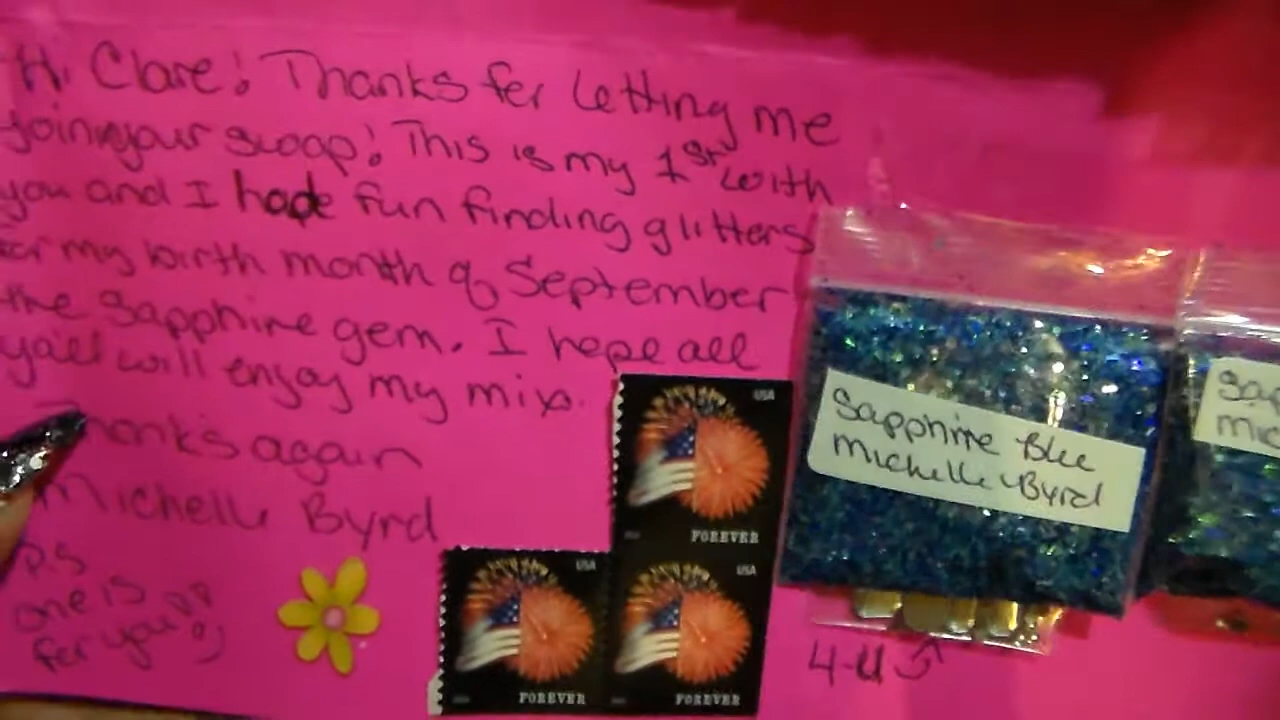 Hi Clare! Thanks for letting me
join your swap! This is my 1st with
you and I had fun finding glitters
for my birth month of September
the Sapphire gem. I hope all
ya'll will enjoy my mix.
Thanks again
Michelle Byrd
P.S
one is
for you!! :)
USA
FOREVER
USA
FOREVER
USA
FOREVER
Sapphire Blue
Michelle Byrd
4-U
Sap
Mic